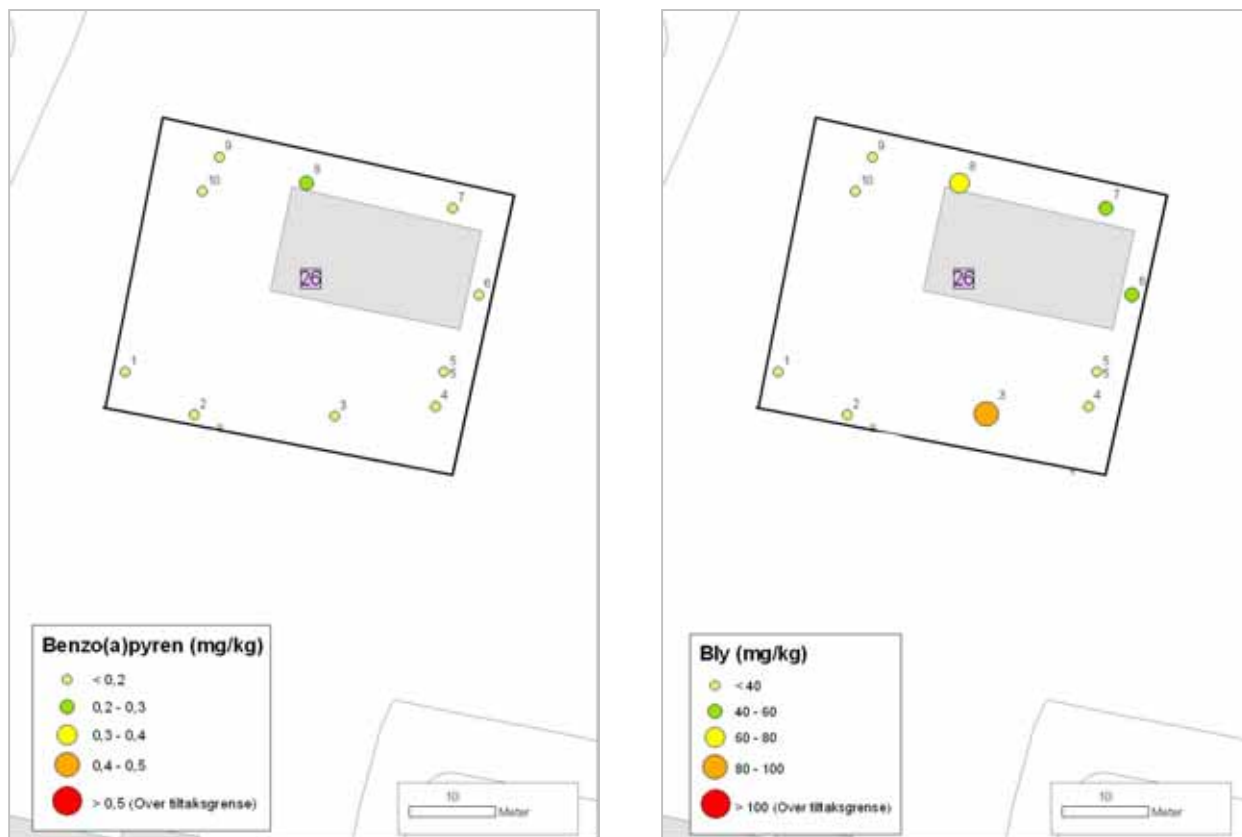 9
10
8
7
26
6
1
5
5
4
2
3
Benzo(a)pyren (mg/kg)
< 0,2
0,2 - 0,3
0,3 - 0,4
0,4 - 0,5
> 0,5 (Over tiltaksgrense)
10
Meter
9
10
8
7
26
6
1
5
5
4
2
3
Bly (mg/kg)
< 40
40 - 60
60 - 80
80 - 100
> 100 (Over tiltaksgrense)
10
Meter